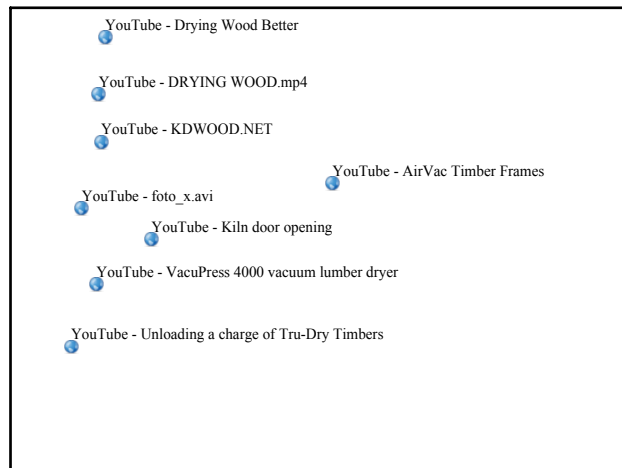 YouTube - Drying Wood Better
YouTube - DRYING WOOD.mp4
YouTube - KDWOOD.NET
YouTube - AirVac Timber Frames
YouTube - foto_x.avi
YouTube - Kiln door opening
YouTube - VacuPress 4000 vacuum lumber dryer
YouTube - Unloading a charge of Tru-Dry Timbers